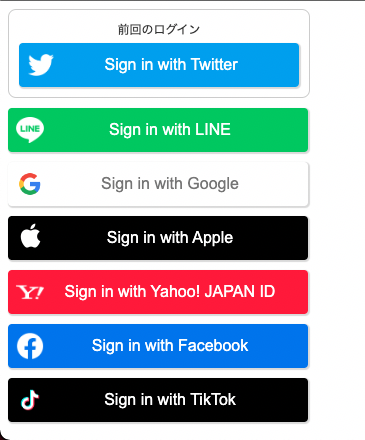 前回のログイン
Sign in with Twitter
LINE
Sign in with LINE
Sign in with Google
Sign in with Apple
Y!
Sign in with Yahoo! JAPAN ID
Sign in with Facebook
Sign in with TikTok